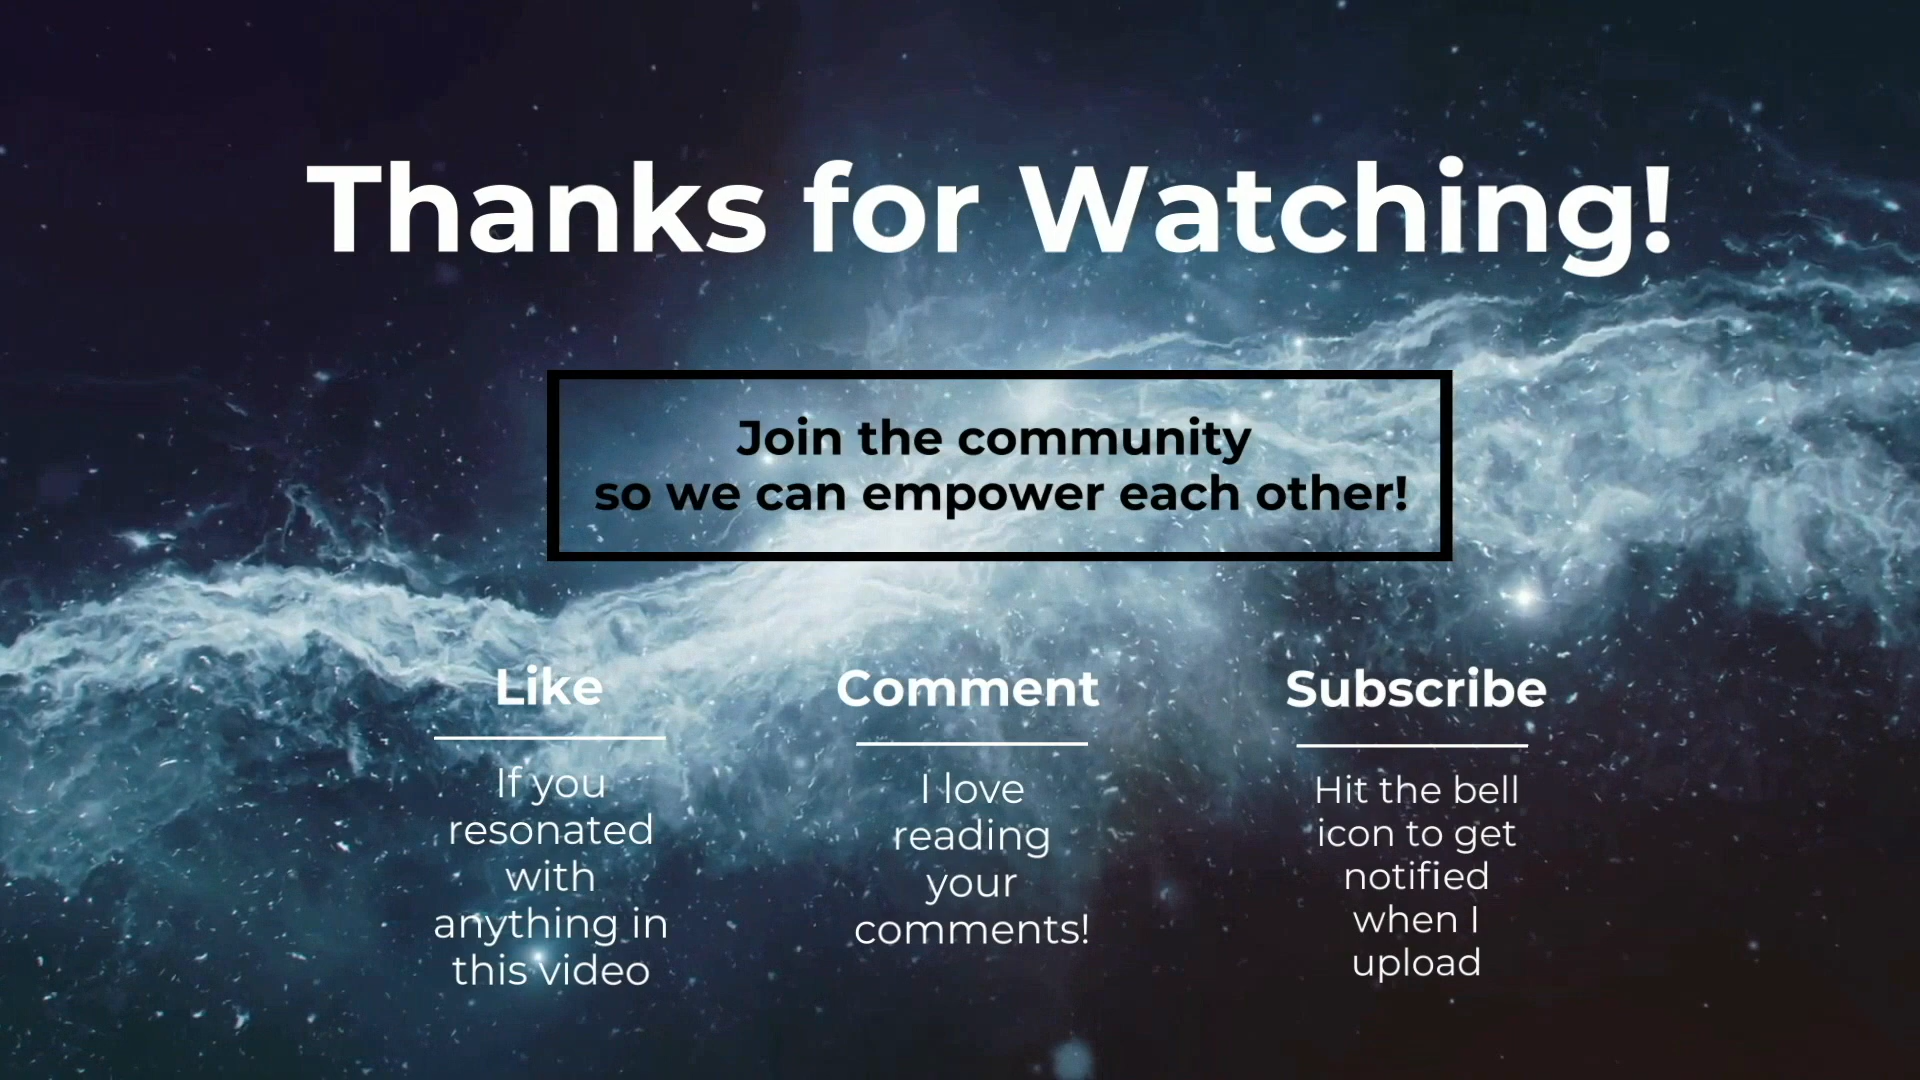 Thanks for Watching!
Join the community
so we can empower each other!
Like
If you
resonated
with
anything in
this video
Comment
I love
reading
your
comments!
Subscribe
Hit the bell
icon to get
notified
when I
upload